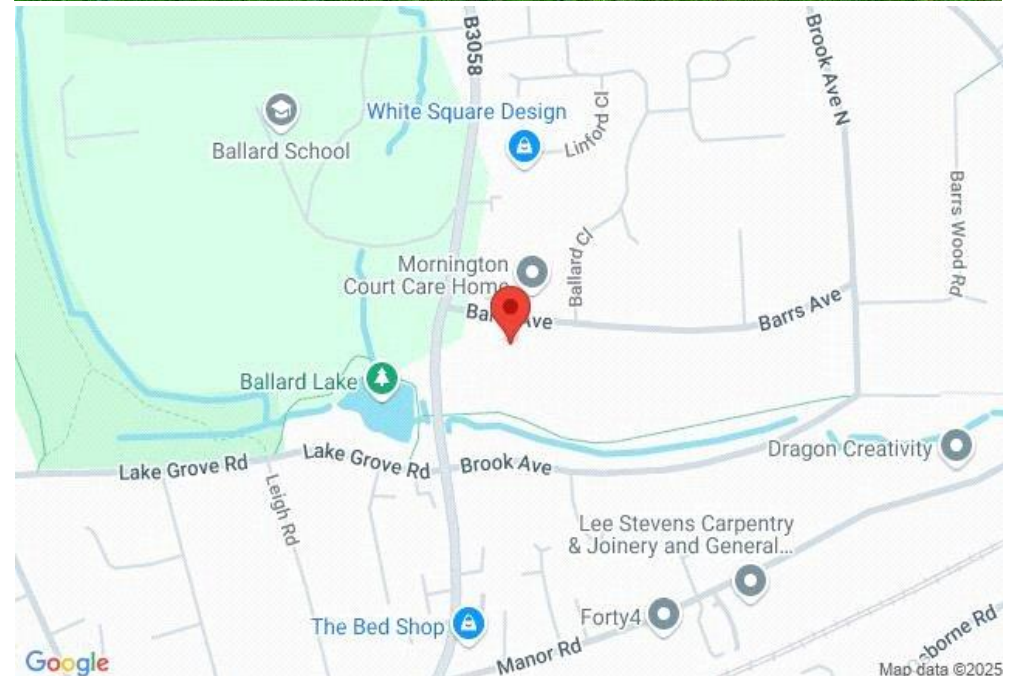 B3058
Brook Ave N
White Square Design
Linford Cl
Ballard School
Barrs Wood Rd
Ballard Cl
Mornington
Court Care Home
Ave
Barrs Ave
Ballard Lake
Lake Grove Rd
Lake Grove Rd
Brook Ave
Dragon Creativity
Leigh Rd
Lee Stevens Carpentry
& Joinery and General...
The Bed Shop
Forty4
Manor Rd
sborne Rd
Google
Map data ©2025